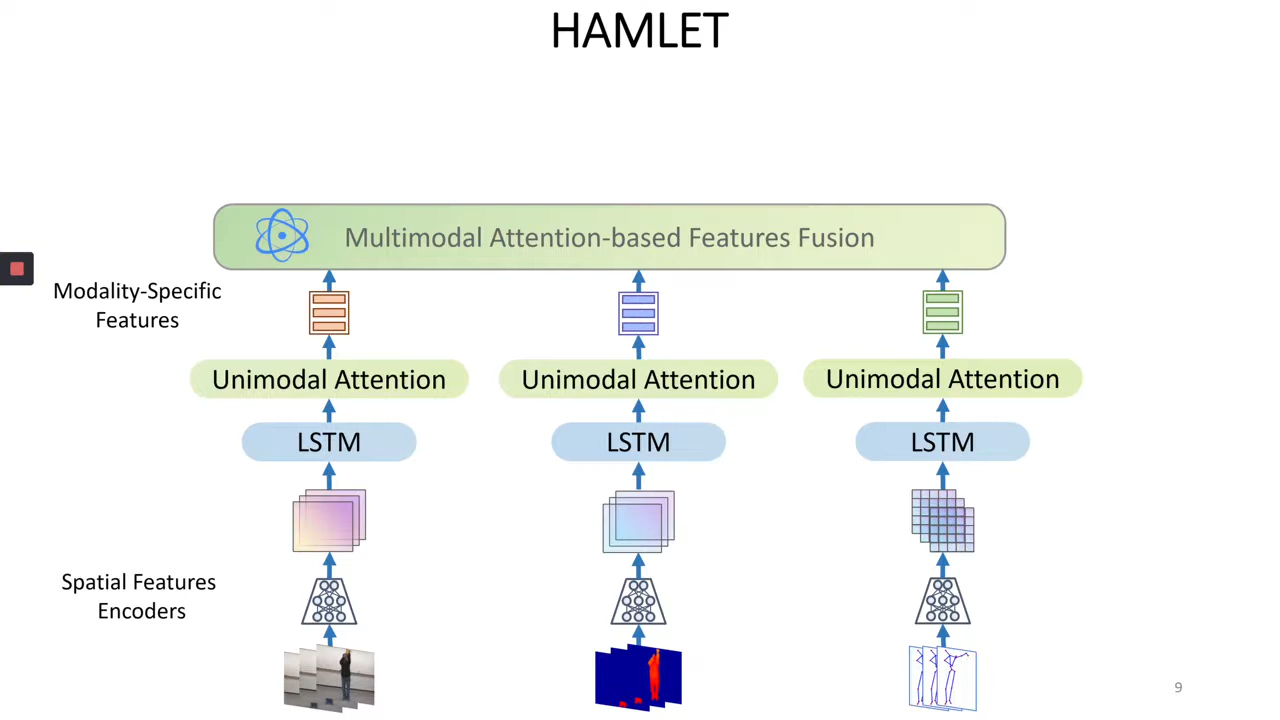 HAMLET
Multimodal Attention-based Features Fusion
Modality-Specific
Features
Unimodal Attention
Unimodal Attention
Unimodal Attention
LSTM
LSTM
LSTM
Spatial Features
Encoders
9